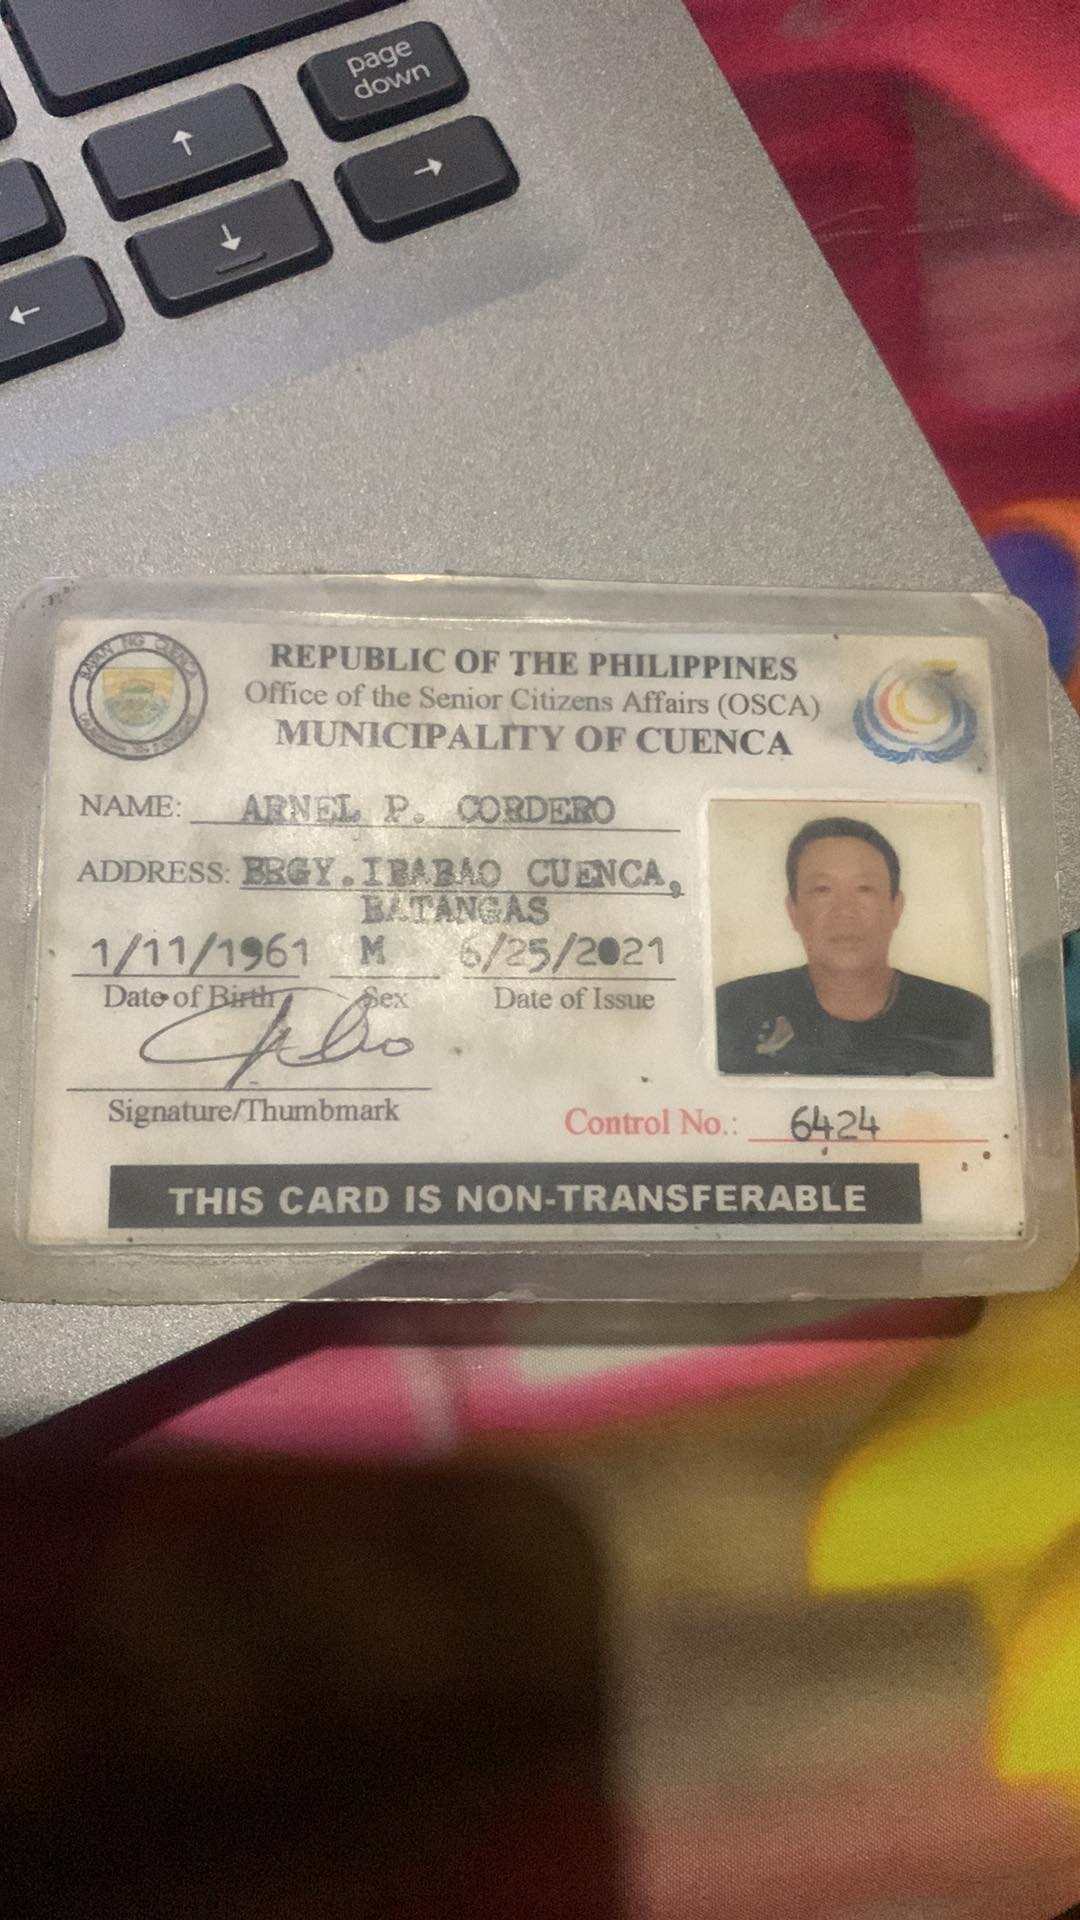 page
down
↑
→
↓
←
BAYAN NG CUENCA
REPUBLIC OF THE PHILIPPINES
Office of the Senior Citizens Affairs (OSCA)
MUNICIPALITY OF CUENCA
NAME: ARNEL P. CORDERO
ADDRESS: BRGY.IBABAO CUENCA,
BATANGAS
1/11/1961 M 6/25/2021
Date of Birth Sex Date of Issue
Signature/Thumbmark
Control No.: 6424
THIS CARD IS NON-TRANSFERABLE